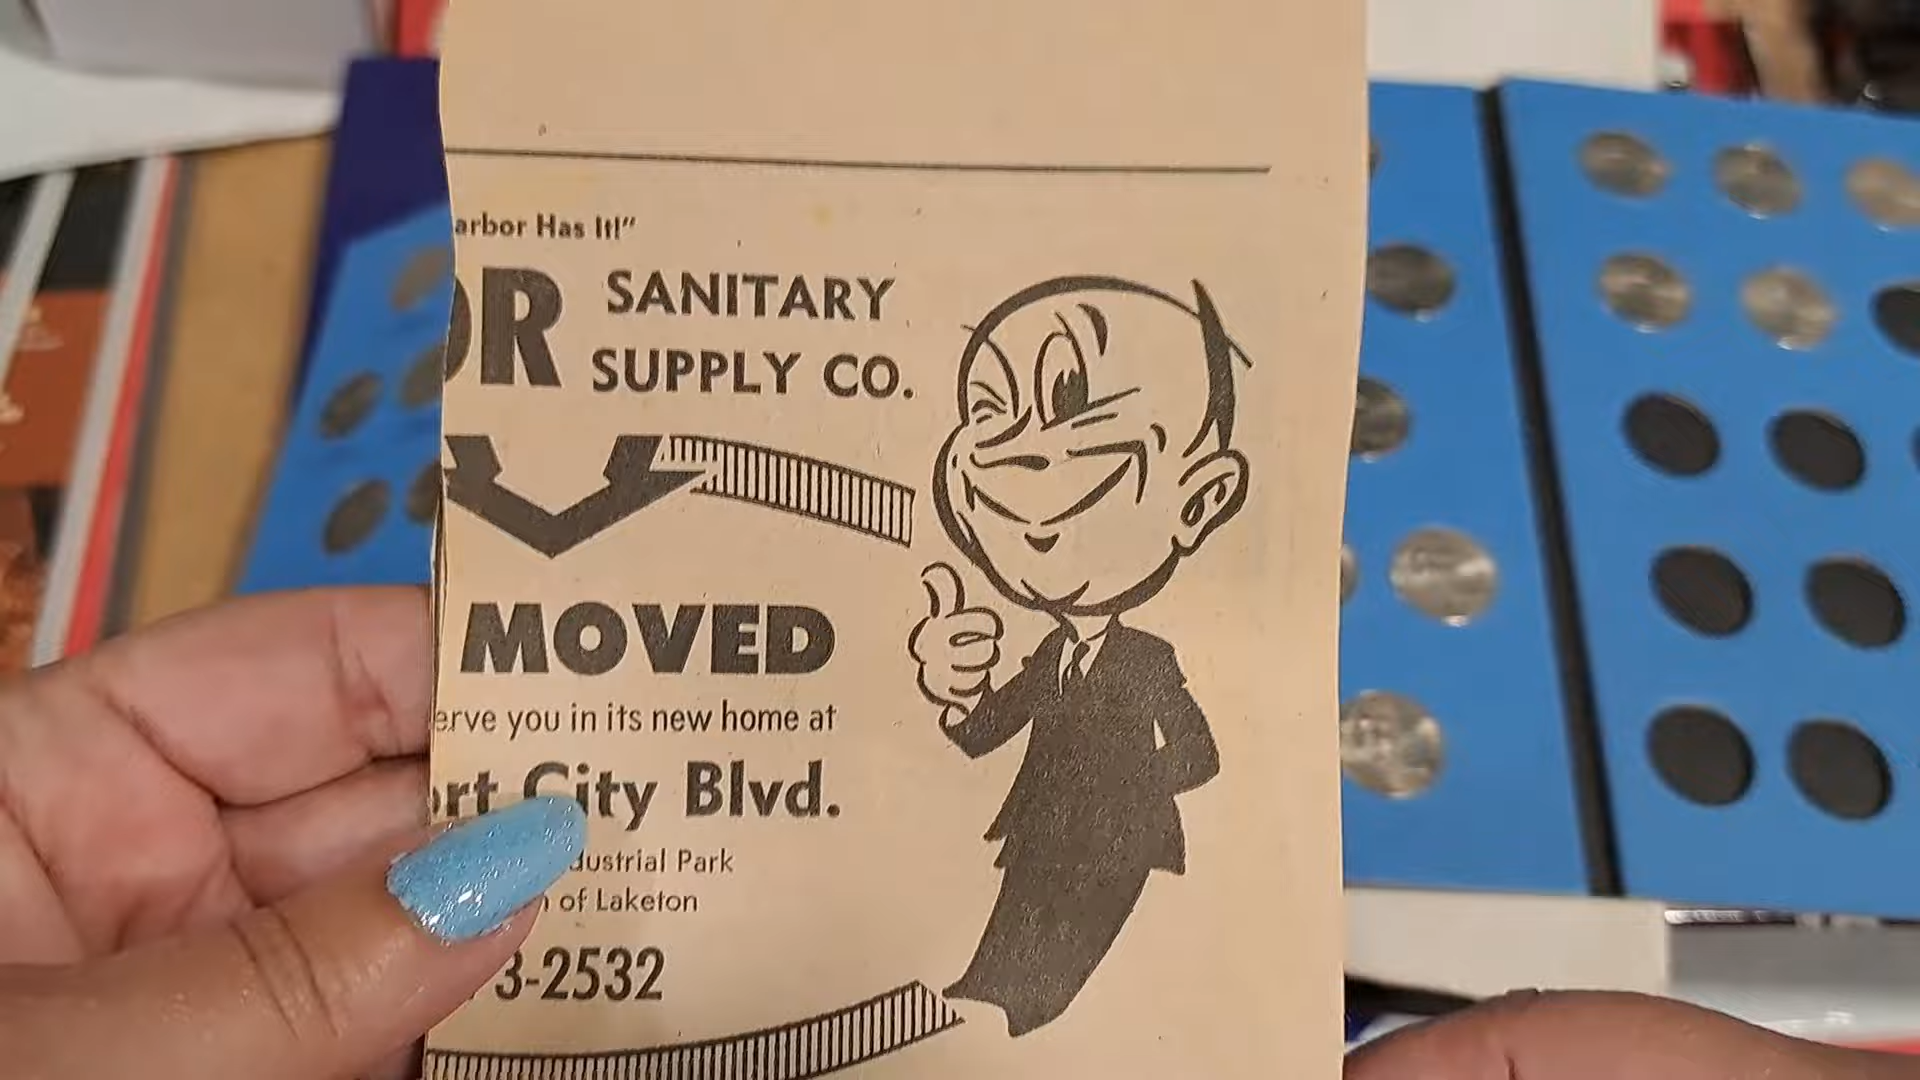 arbor Has It!"
OR SANITARY
SUPPLY CO.
MOVED
erve you in its new home at
ort City Blvd.
dustrial Park
of Laketon
3-2532